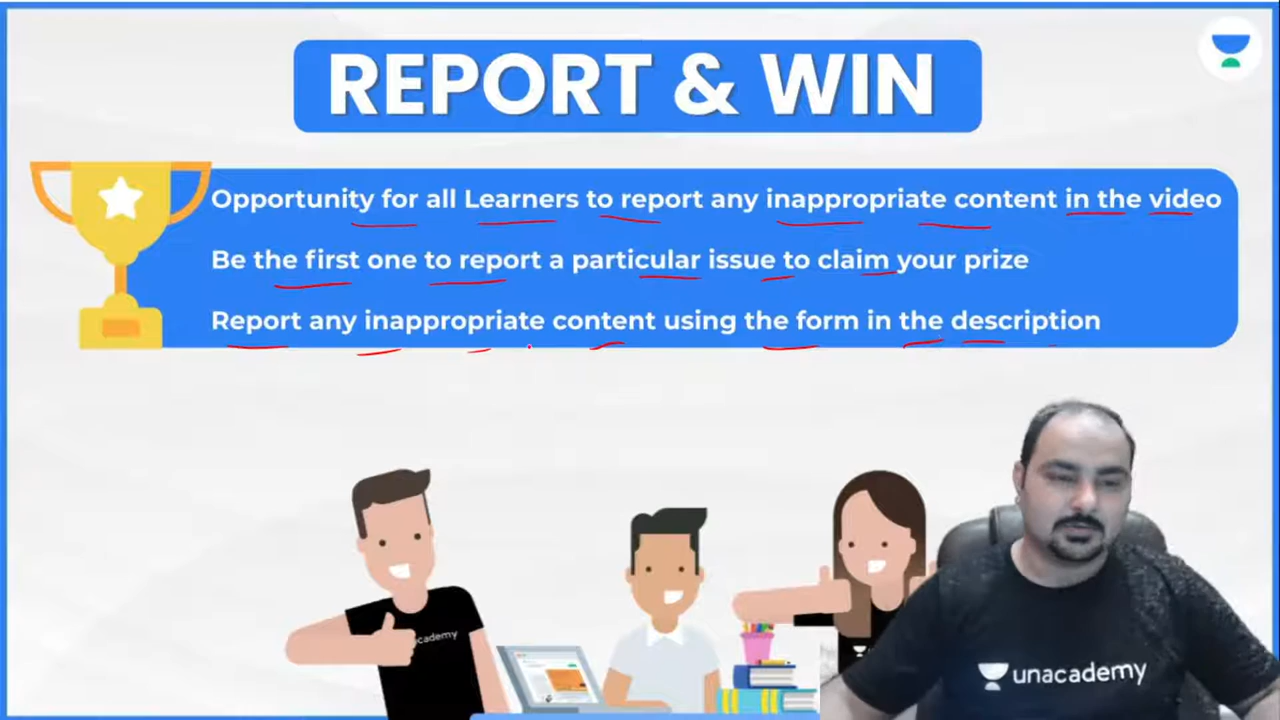 REPORT & WIN
Opportunity for all Learners to report any inappropriate content in the video
Be the first one to report a particular issue to claim your prize
Report any inappropriate content using the form in the description
cademy
unacademy